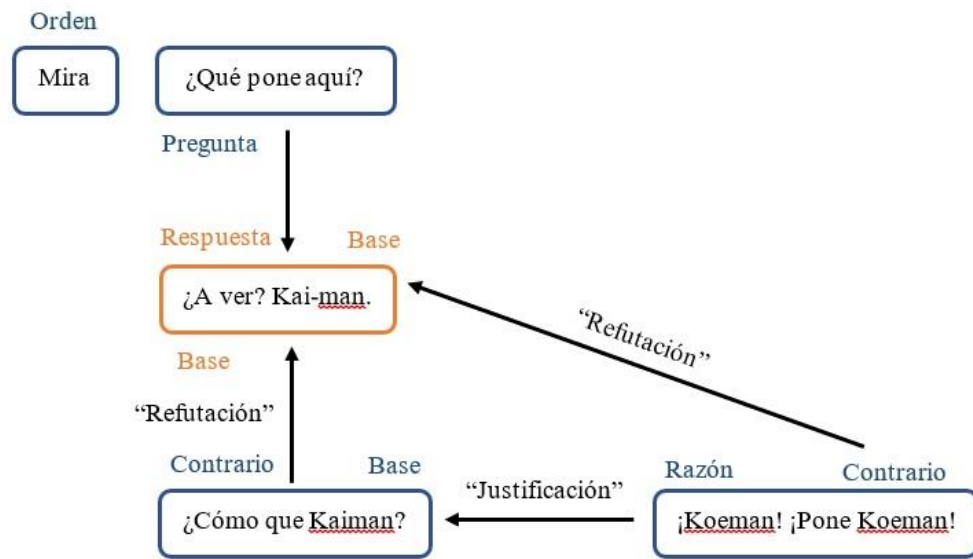 Orden
Mira
¿Qué pone aquí?
Pregunta
Respuesta
Base
¿A ver? Kai-man.
Base
“Refutación”
“Refutación”
Contrario
Base
“Justificación”
Razón
Contrario
¿Cómo que Kaiman?
¡Koeman! ¡Pone Koeman!